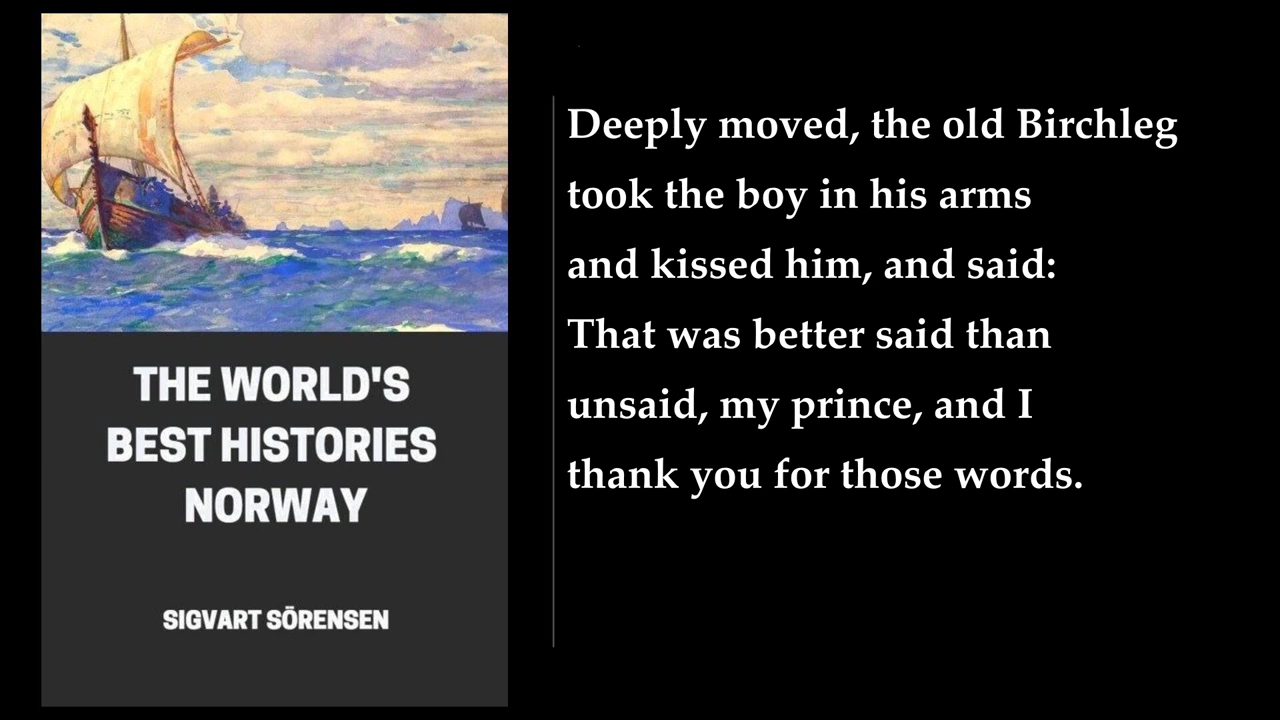 THE WORLD'S
BEST HISTORIES
NORWAY
SIGVART SÖRENSEN
Deeply moved, the old Birchleg
took the boy in his arms
and kissed him, and said:
That was better said than
unsaid, my prince, and I
thank you for those words.